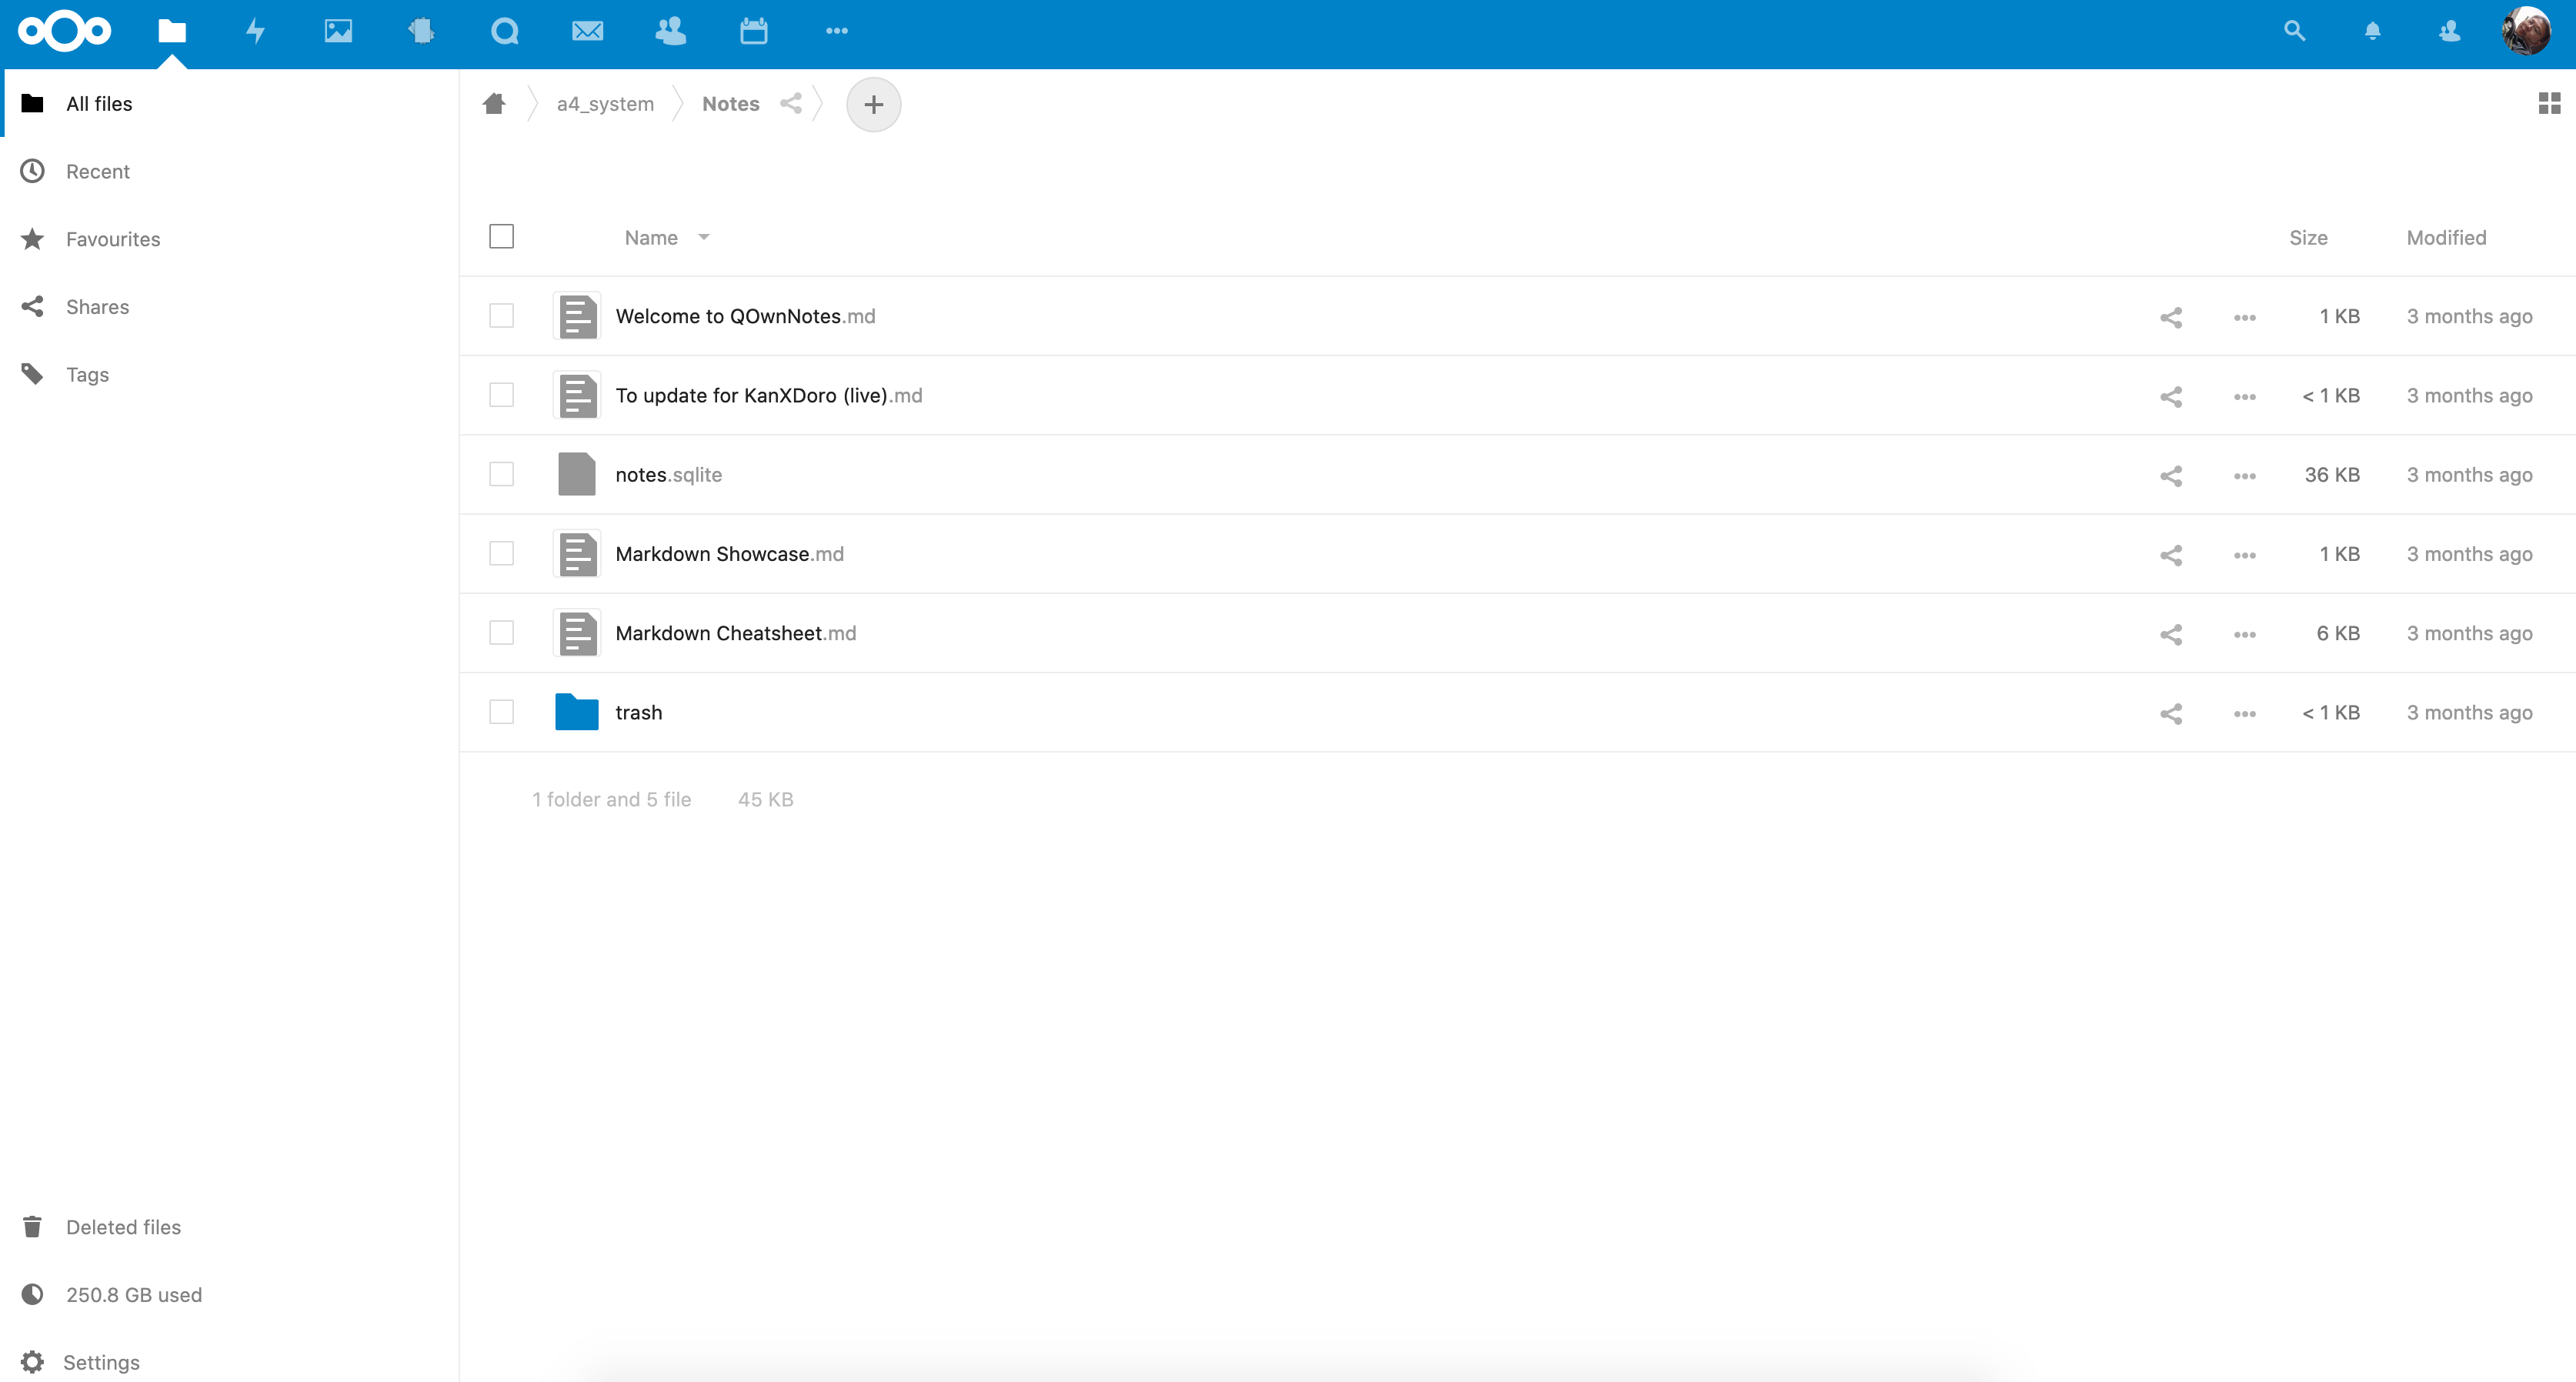 All files
Recent
Favourites
Shares
Tags
Deleted files
250.8 GB used
Settings
a4_system Notes
Name Size Modified
Welcome to QOwnNotes.md 1 KB 3 months ago
To update for KanXDoro (live).md < 1 KB 3 months ago
notes.sqlite 36 KB 3 months ago
Markdown Showcase.md 1 KB 3 months ago
Markdown Cheatsheet.md 6 KB 3 months ago
trash < 1 KB 3 months ago
1 folder and 5 file 45 KB